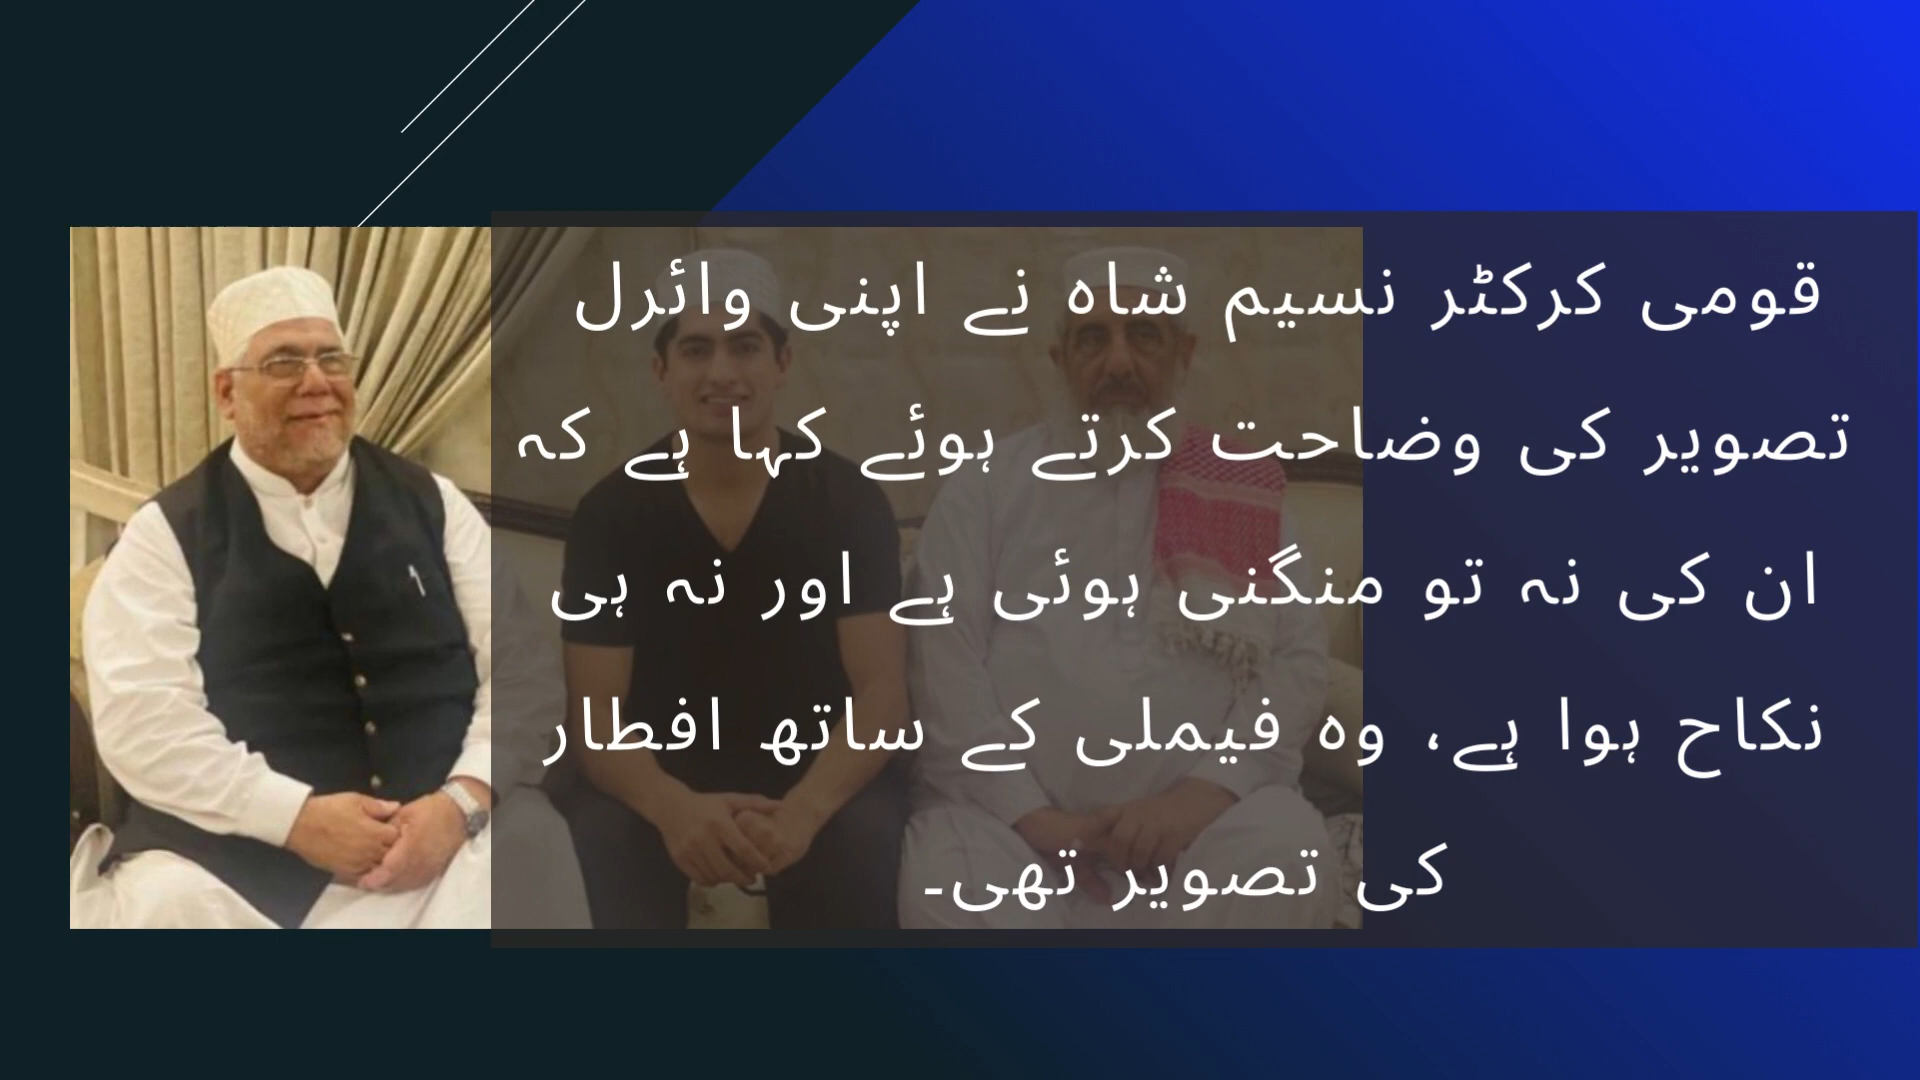 قومی کرکٹر نسیم شاہ نے اپنی وائرل
تصویر کی وضاحت کرتے ہوئے کہا ہے کہ
ان کی نہ تو منگنی ہوئی ہے اور نہ ہی
نکاح ہوا ہے، وہ فیملی کے ساتھ افطار
کی تصویر تھی۔